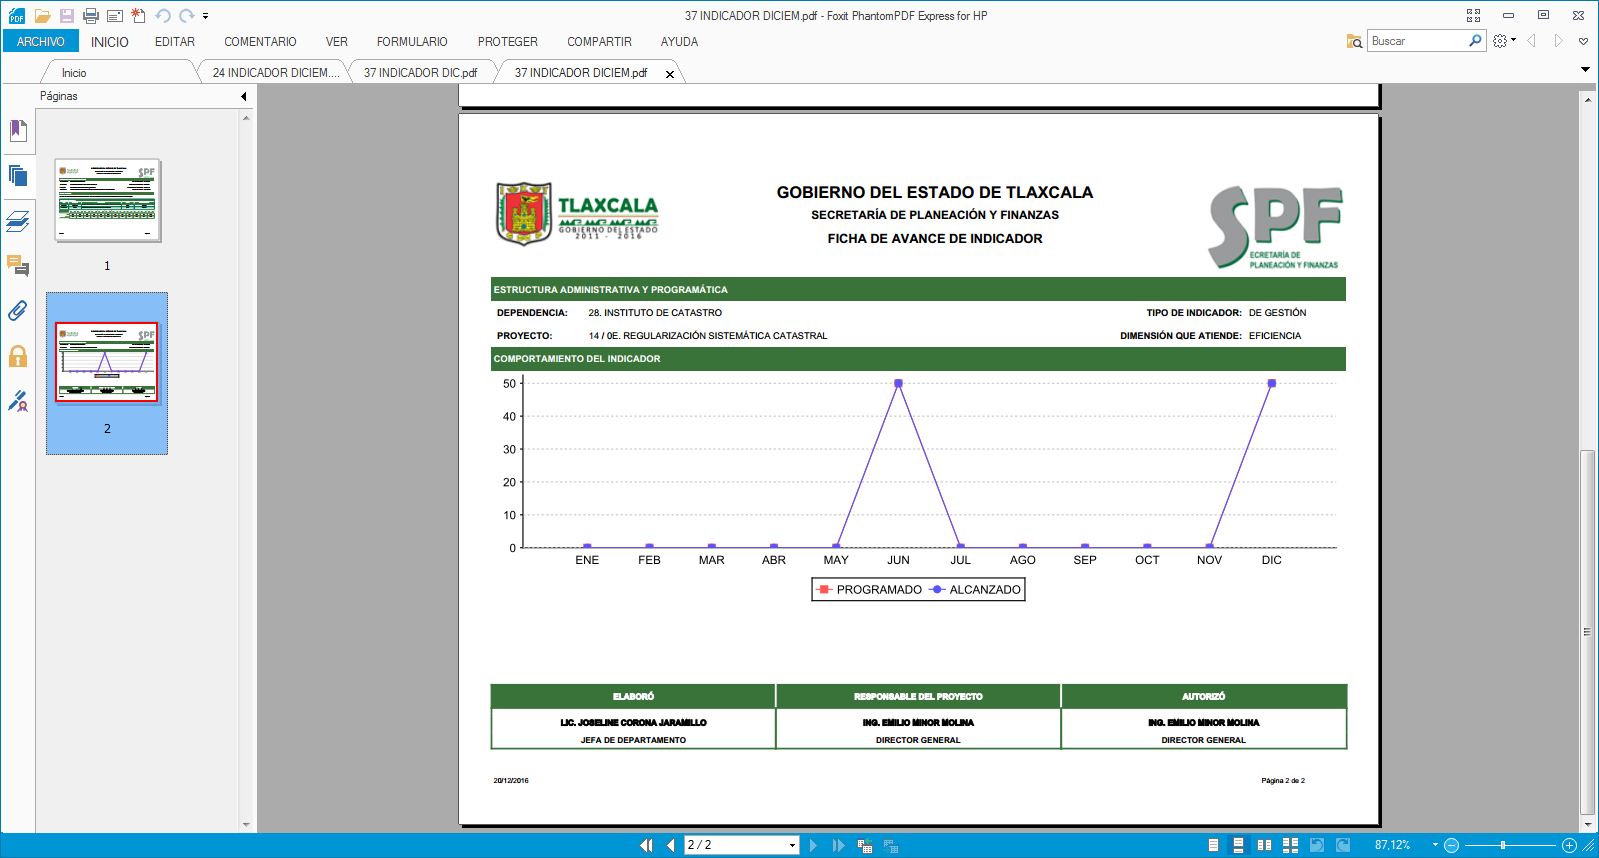 37 INDICADOR DICIEM.pdf - Foxit PhantomPDF Express for HP
ARCHIVO INICIO EDITAR COMENTARIO VER FORMULARIO PROTEGER COMPARTIR AYUDA
Buscar
Inicio 24 INDICADOR DICIEM.... 37 INDICADOR DIC.pdf 37 INDICADOR DICIEM.pdf
Páginas
1
2
TLAXCALA
GOBIERNO DEL ESTADO
2011 - 2016
GOBIERNO DEL ESTADO DE TLAXCALA
SECRETARÍA DE PLANEACIÓN Y FINANZAS
FICHA DE AVANCE DE INDICADOR
SPF
ECRETARÍA DE
PLANEACIÓN Y FINANZAS
ESTRUCTURA ADMINISTRATIVA Y PROGRAMÁTICA
DEPENDENCIA: 28. INSTITUTO DE CATASTRO TIPO DE INDICADOR: DE GESTIÓN
PROYECTO: 14 / 0E. REGULARIZACIÓN SISTEMÁTICA CATASTRAL DIMENSIÓN QUE ATIENDE: EFICIENCIA
COMPORTAMIENTO DEL INDICADOR
50
40
30
20
10
0
ENE FEB MAR ABR MAY JUN JUL AGO SEP OCT NOV DIC
PROGRAMADO ALCANZADO
ELABORÓ RESPONSABLE DEL PROYECTO AUTORIZÓ
LIC. JOSELINE CORONA JARAMILLO ING. EMILIO MINOR MOLINA ING. EMILIO MINOR MOLINA
JEFA DE DEPARTAMENTO DIRECTOR GENERAL DIRECTOR GENERAL
20/12/2016 Página 2 de 2
2 / 2 87,12%